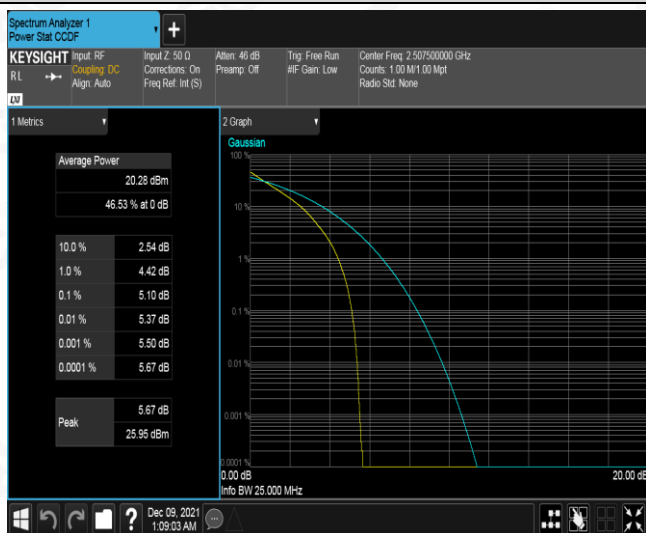 Spectrum Analyzer 1
Power Stat CCDF
+
KEYSIGHT
RL
LXI
Input: RF
Coupling: DC
Align: Auto
Input Z: 50 Ω
Corrections: On
Freq Ref: Int (S)
Atten: 46 dB
Preamp: Off
Trig: Free Run
#IF Gain: Low
Center Freq: 2.507500000 GHz
Counts: 1.00 M/1.00 Mpt
Radio Std: None
1 Metrics
Average Power
20.28 dBm
46.53 % at 0 dB
10.0 % 2.54 dB
1.0 % 4.42 dB
0.1 % 5.10 dB
0.01 % 5.37 dB
0.001 % 5.50 dB
0.0001 % 5.67 dB
Peak
5.67 dB
25.95 dBm
2 Graph
Gaussian
100 %
10 %
1 %
0.1 %
0.01 %
0.001 %
0.0001 %
0.00 dB 20.00 dB
Info BW 25.000 MHz
?
Dec 09, 2021
1:09:03 AM